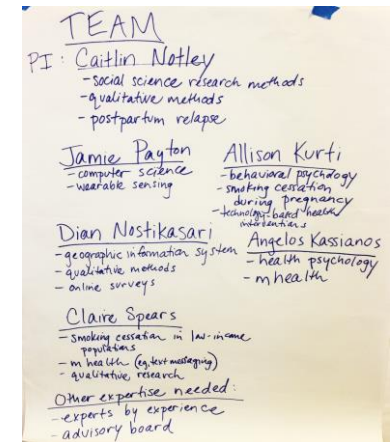 TEAM
PI: Caitlin Notley
- social science research methods
- qualitative methods
- postpartum relapse
Jamie Payton
- computer science
- wearable sensing
Allison Kurti
- behavioral psychology
- smoking cessation
during pregnancy
- technology-based health
interventions
Dian Nostikasari
- geographic information system
- qualitative methods
- online surveys
Angelos Kassianos
- health psychology
- m health
Claire Spears
- smoking cessation in low-income
populations
- m health (eg, text messaging)
- qualitative research
Other expertise needed:
- experts by experience
- advisory board